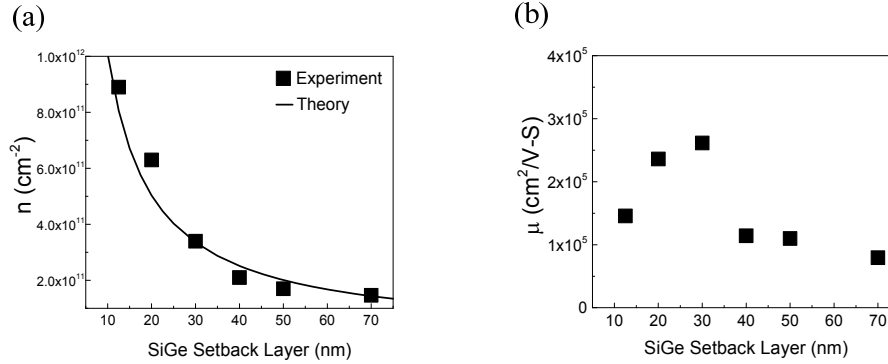 (a)
(b)
n (cm⁻²)
1.0x10¹²
8.0x10¹¹
6.0x10¹¹
4.0x10¹¹
2.0x10¹¹
Experiment
Theory
10 20 30 40 50 60 70
SiGe Setback Layer (nm)
μ (cm²/V-S)
4x10⁵
3x10⁵
2x10⁵
1x10⁵
0
10 20 30 40 50 60 70
SiGe Setback Layer (nm)